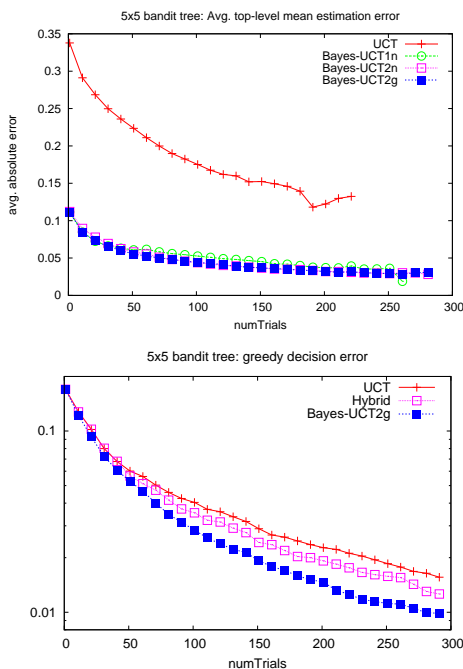 5x5 bandit tree: Avg. top-level mean estimation error
0.35
0.3
0.25
0.2
0.15
0.1
0.05
0
avg. absolute error
UCT
Bayes-UCT1n
Bayes-UCT2n
Bayes-UCT2g
0 50 100 150 200 250 300
numTrials
5x5 bandit tree: greedy decision error
UCT
Hybrid
Bayes-UCT2g
0.1
0.01
0 50 100 150 200 250 300
numTrials